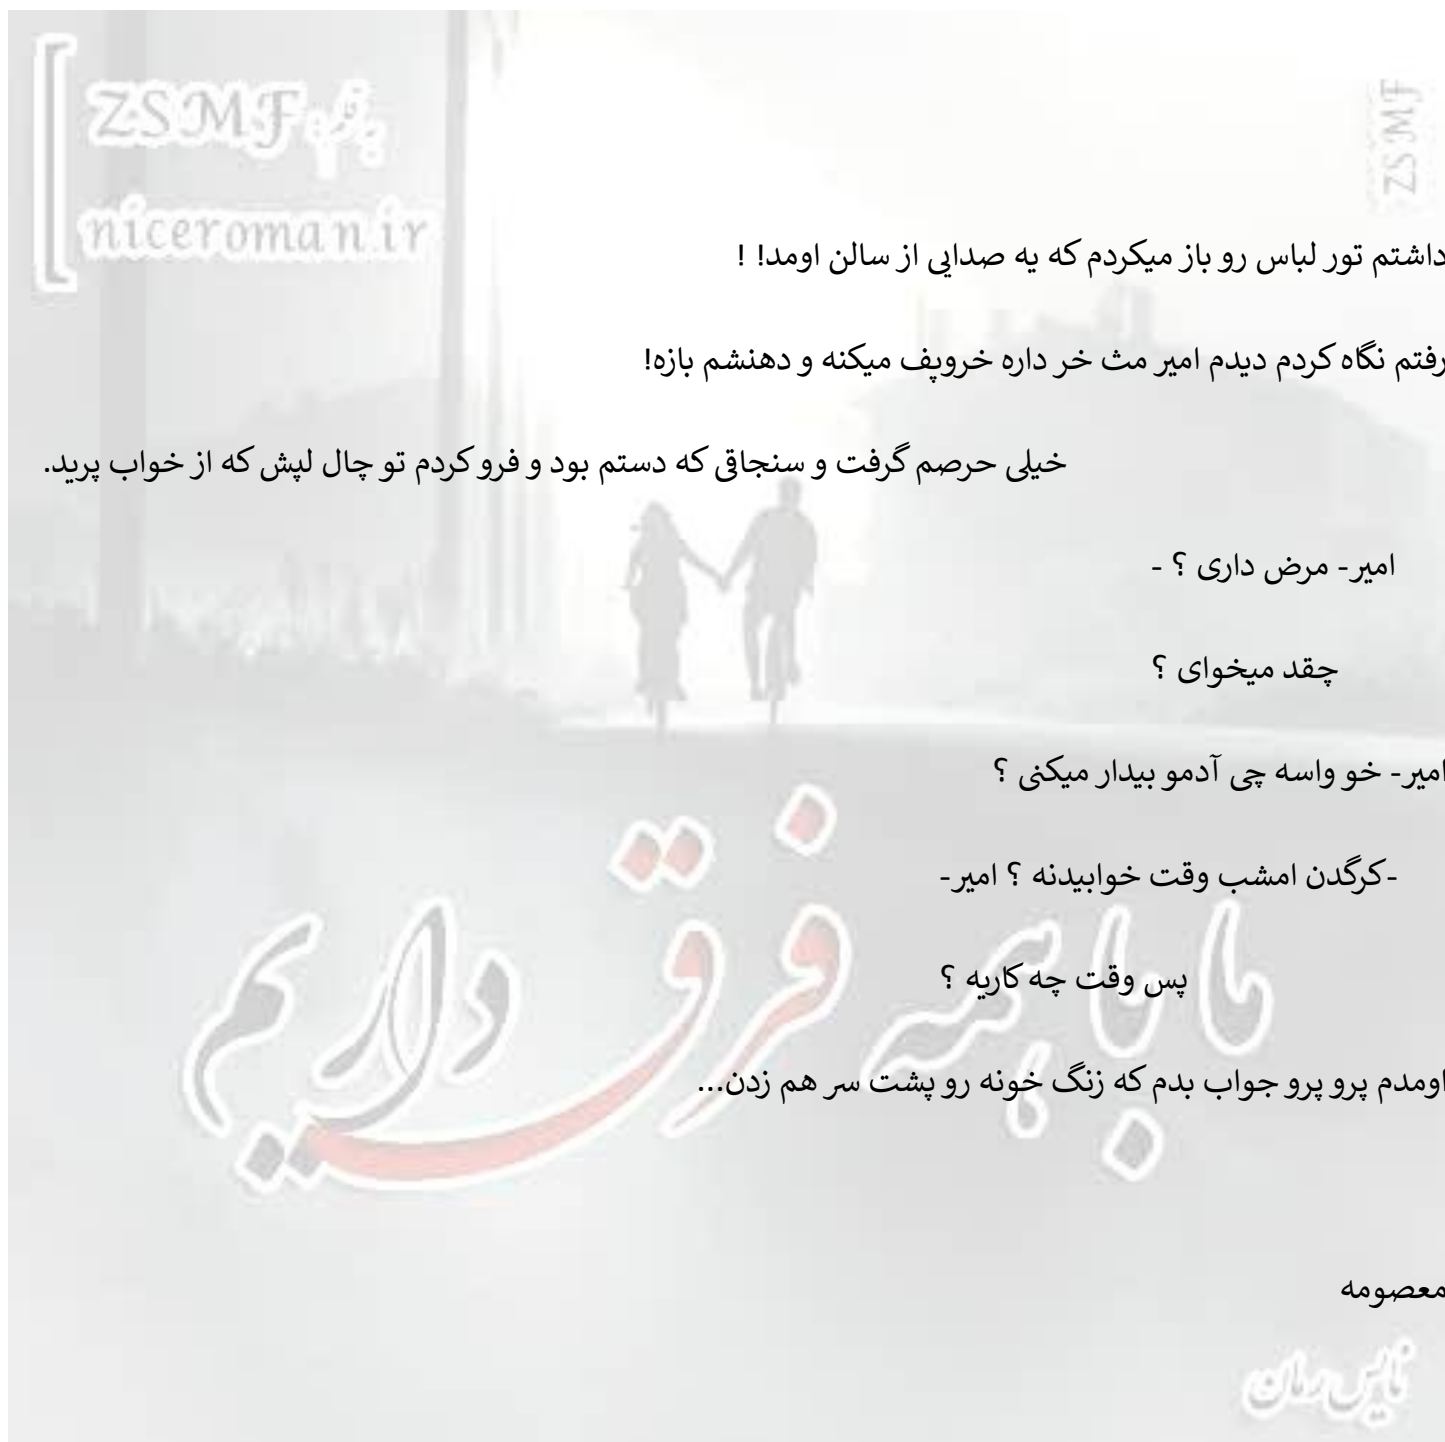 ZSMF
niceroman.ir
ZSMF
داشتم تور لباس رو باز میکردم که یه صدایی از سالن اومد! !
رفتم نگاه کردم دیدم امیر مث خر داره خروپف میکنه و دهنشم بازه!
خیلی حرصم گرفت و سنجاقی که دستم بود و فرو کردم تو چال لپش که از خواب پرید.
امیر- مرض داری ؟ -
چقد میخوای ؟
امیر- خو واسه چی آدمو بیدار میکنی ؟
-کرگدن امشب وقت خوابیدنه ؟ امیر-
پس وقت چه کاریه ؟
ما با همه فرق داریم
اومدم پرو پرو جواب بدم که زنگ خونه رو پشت سر هم زدن...
معصومه
نایس رمان